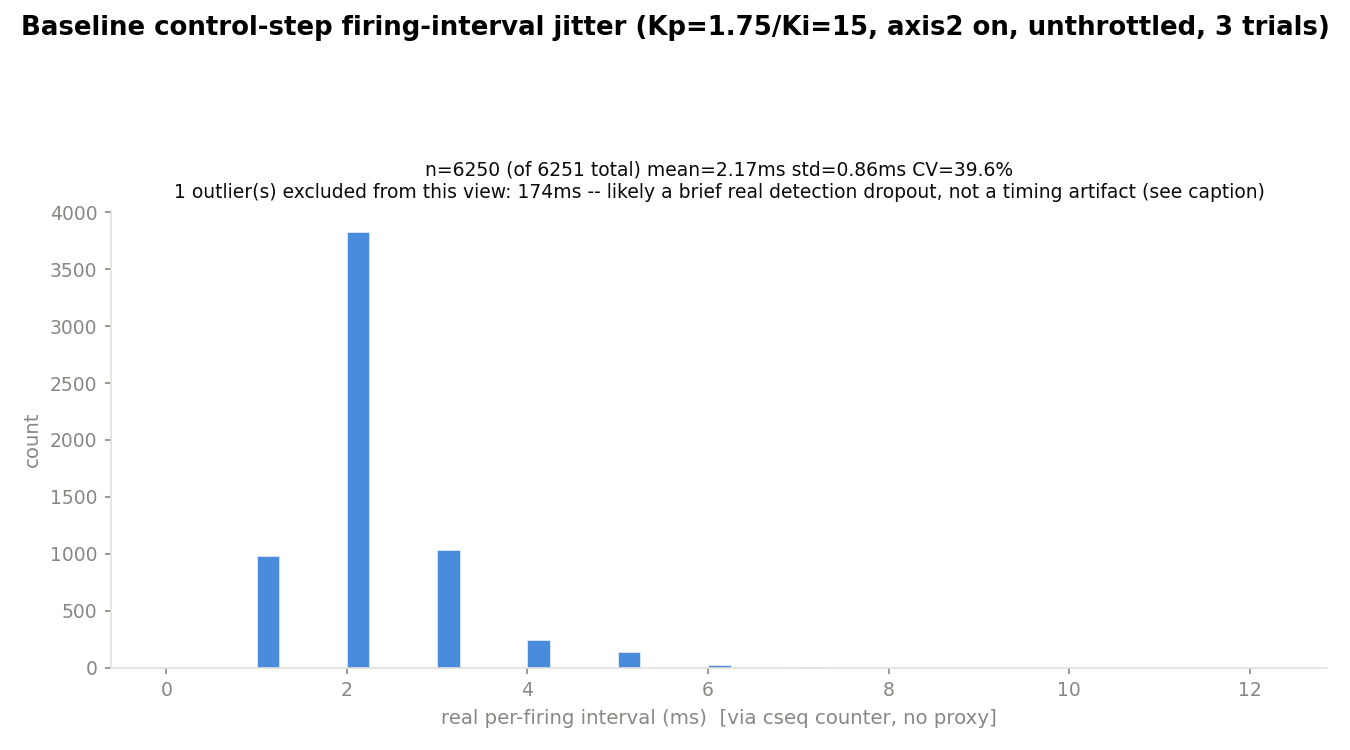 Baseline control-step firing-interval jitter (Kp=1.75/Ki=15, axis2 on, unthrottled, 3 trials)
n=6250 (of 6251 total) mean=2.17ms std=0.86ms CV=39.6%
1 outlier(s) excluded from this view: 174ms -- likely a brief real detection dropout, not a timing artifact (see caption)
4000
3500
3000
2500
2000
1500
1000
500
0
count
0 2 4 6 8 10 12
real per-firing interval (ms) [via cseq counter, no proxy]